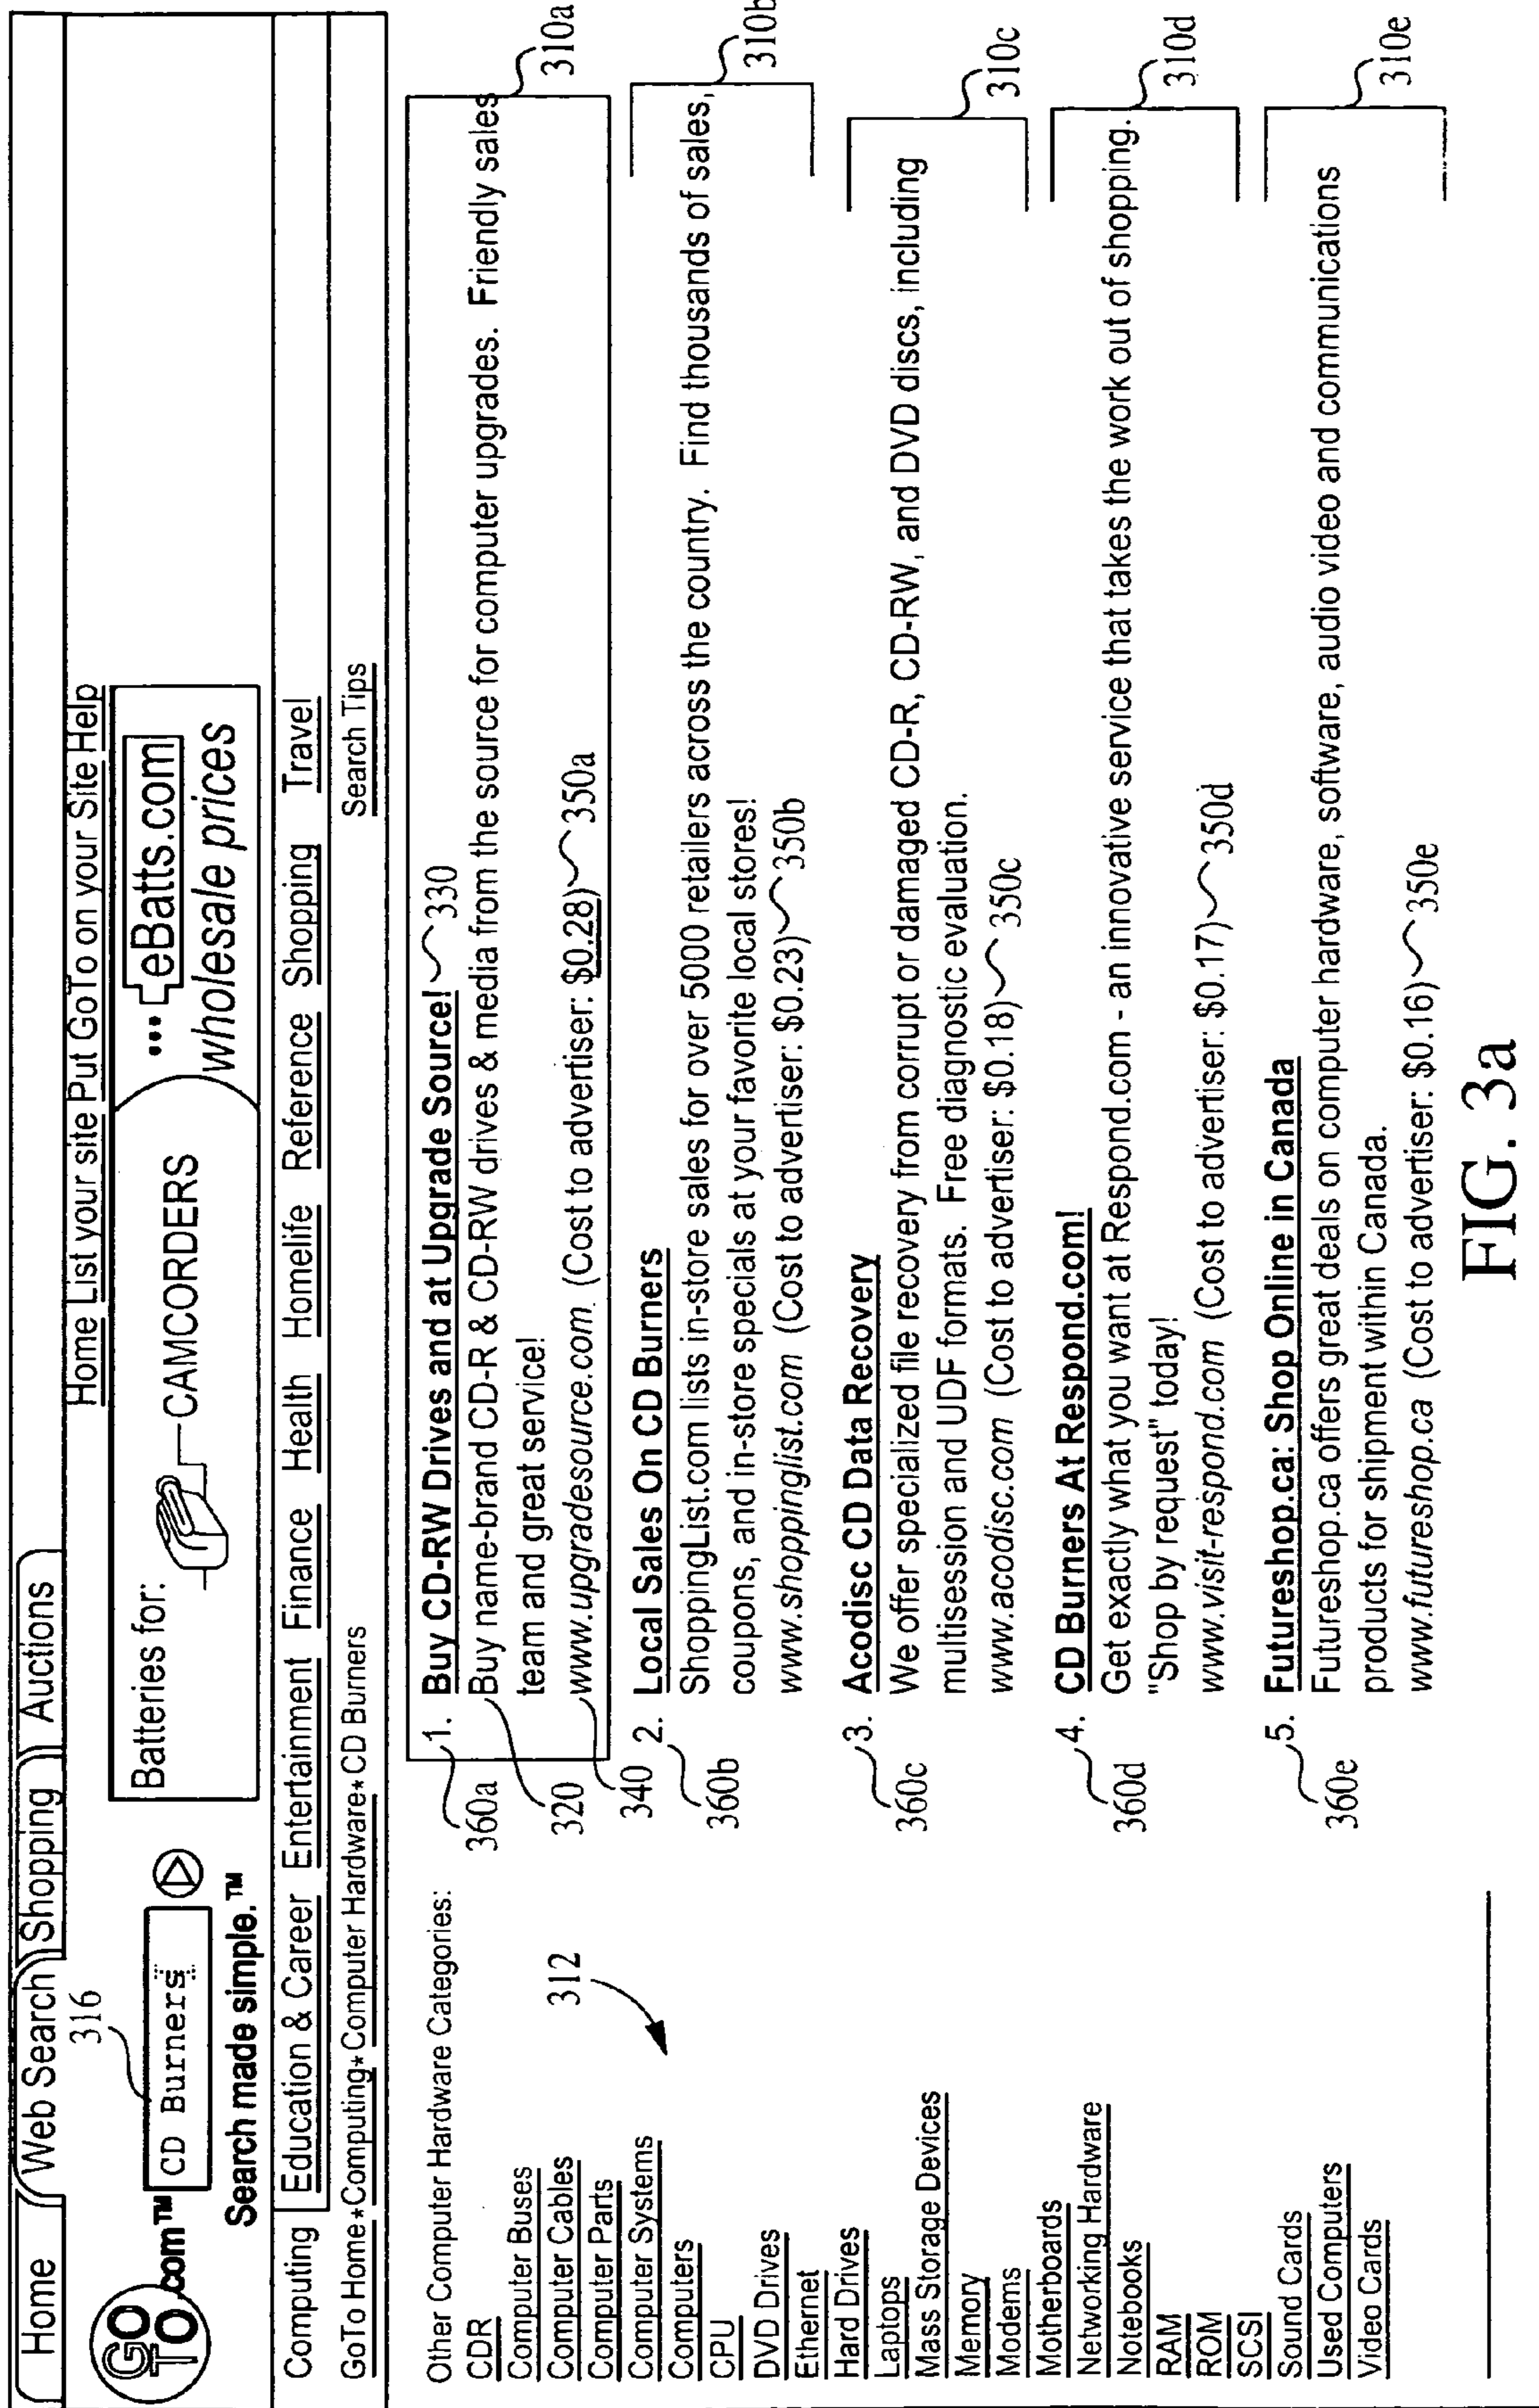 Home Web Search Shopping Auctions
Home List your site Put GoTo on your Site Help
316
GO
TO.com™ CD Burners
Search made simple.™
Batteries for:
CAMCORDERS
eBatts.com
wholesale prices
Computing Education & Career Entertainment Finance Health Homelife Reference Shopping Travel
GoTo Home*Computing*Computer Hardware*CD Burners Search Tips
Other Computer Hardware Categories:
CDR
Computer Buses
Computer Cables
Computer Parts
Computer Systems
Computers
CPU
DVD Drives
Ethernet
Hard Drives
Laptops
Mass Storage Devices
Memory
Modems
Motherboards
Networking Hardware
Notebooks
RAM
ROM
SCSI
Sound Cards
Used Computers
Video Cards
312
360a 1. Buy CD-RW Drives and at Upgrade Source! 330
320 Buy name-brand CD-R & CD-RW drives & media from the source for computer upgrades. Friendly sales
team and great service!
340 www.upgradesource.com. (Cost to advertiser: $0.28) 350a
310a
360b 2. Local Sales On CD Burners
ShoppingList.com lists in-store sales for over 5000 retailers across the country. Find thousands of sales,
coupons, and in-store specials at your favorite local stores!
www.shoppinglist.com (Cost to advertiser: $0.23) 350b
310b
360c 3. Acodisc CD Data Recovery
We offer specialized file recovery from corrupt or damaged CD-R, CD-RW, and DVD discs, including
multisession and UDF formats. Free diagnostic evaluation.
www.acodisc.com (Cost to advertiser: $0.18) 350c
310c
360d 4. CD Burners At Respond.com!
Get exactly what you want at Respond.com - an innovative service that takes the work out of shopping.
"Shop by request" today!
www.visit-respond.com (Cost to advertiser: $0.17) 350d
310d
360e 5. Futureshop.ca: Shop Online in Canada
Futureshop.ca offers great deals on computer hardware, software, audio video and communications
products for shipment within Canada.
www.futureshop.ca (Cost to advertiser: $0.16) 350e
310e
FIG. 3a